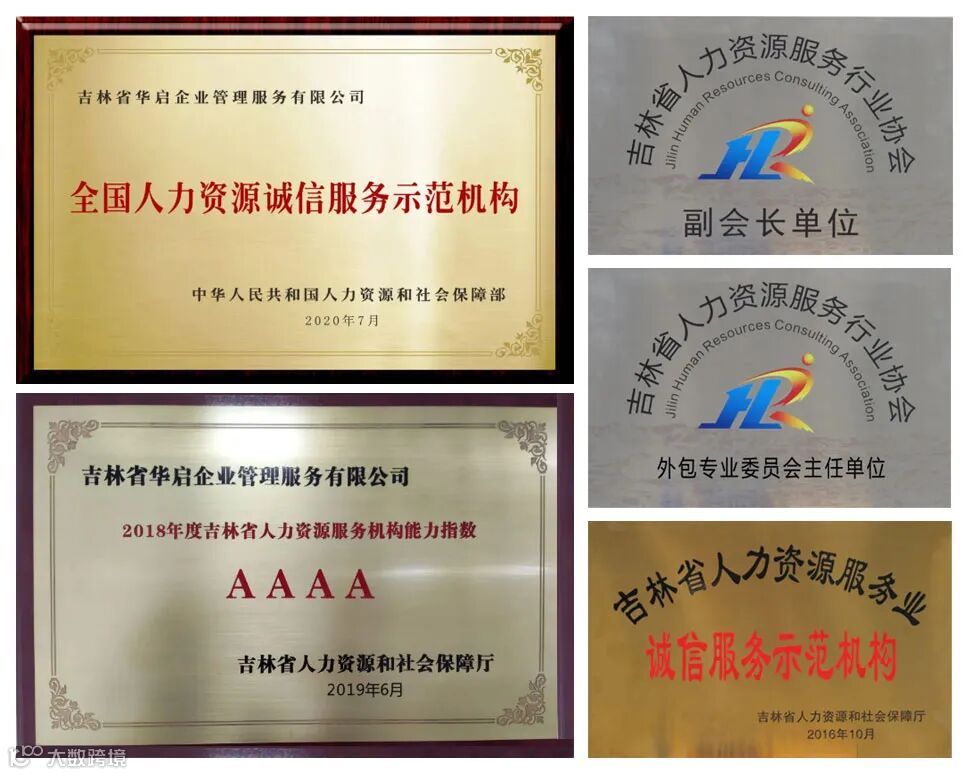 吉林省华启企业管理服务有限公司
全国人力资源诚信服务示范机构
中华人民共和国人力资源和社会保障部
2020年7月
吉林省华启企业管理服务有限公司
2018年度吉林省人力资源服务机构能力指数
AAAA
吉林省人力资源和社会保障厅
2019年6月
吉林省人力资源服务行业协会
Jilin Human Resources Consulting Association
HR
副会长单位
吉林省人力资源服务行业协会
Jilin Human Resources Consulting Association
HR
外包专业委员会主任单位
吉林省人力资源服务业
诚信服务示范机构
吉林省人力资源和社会保障厅
2016年10月
大数跨境